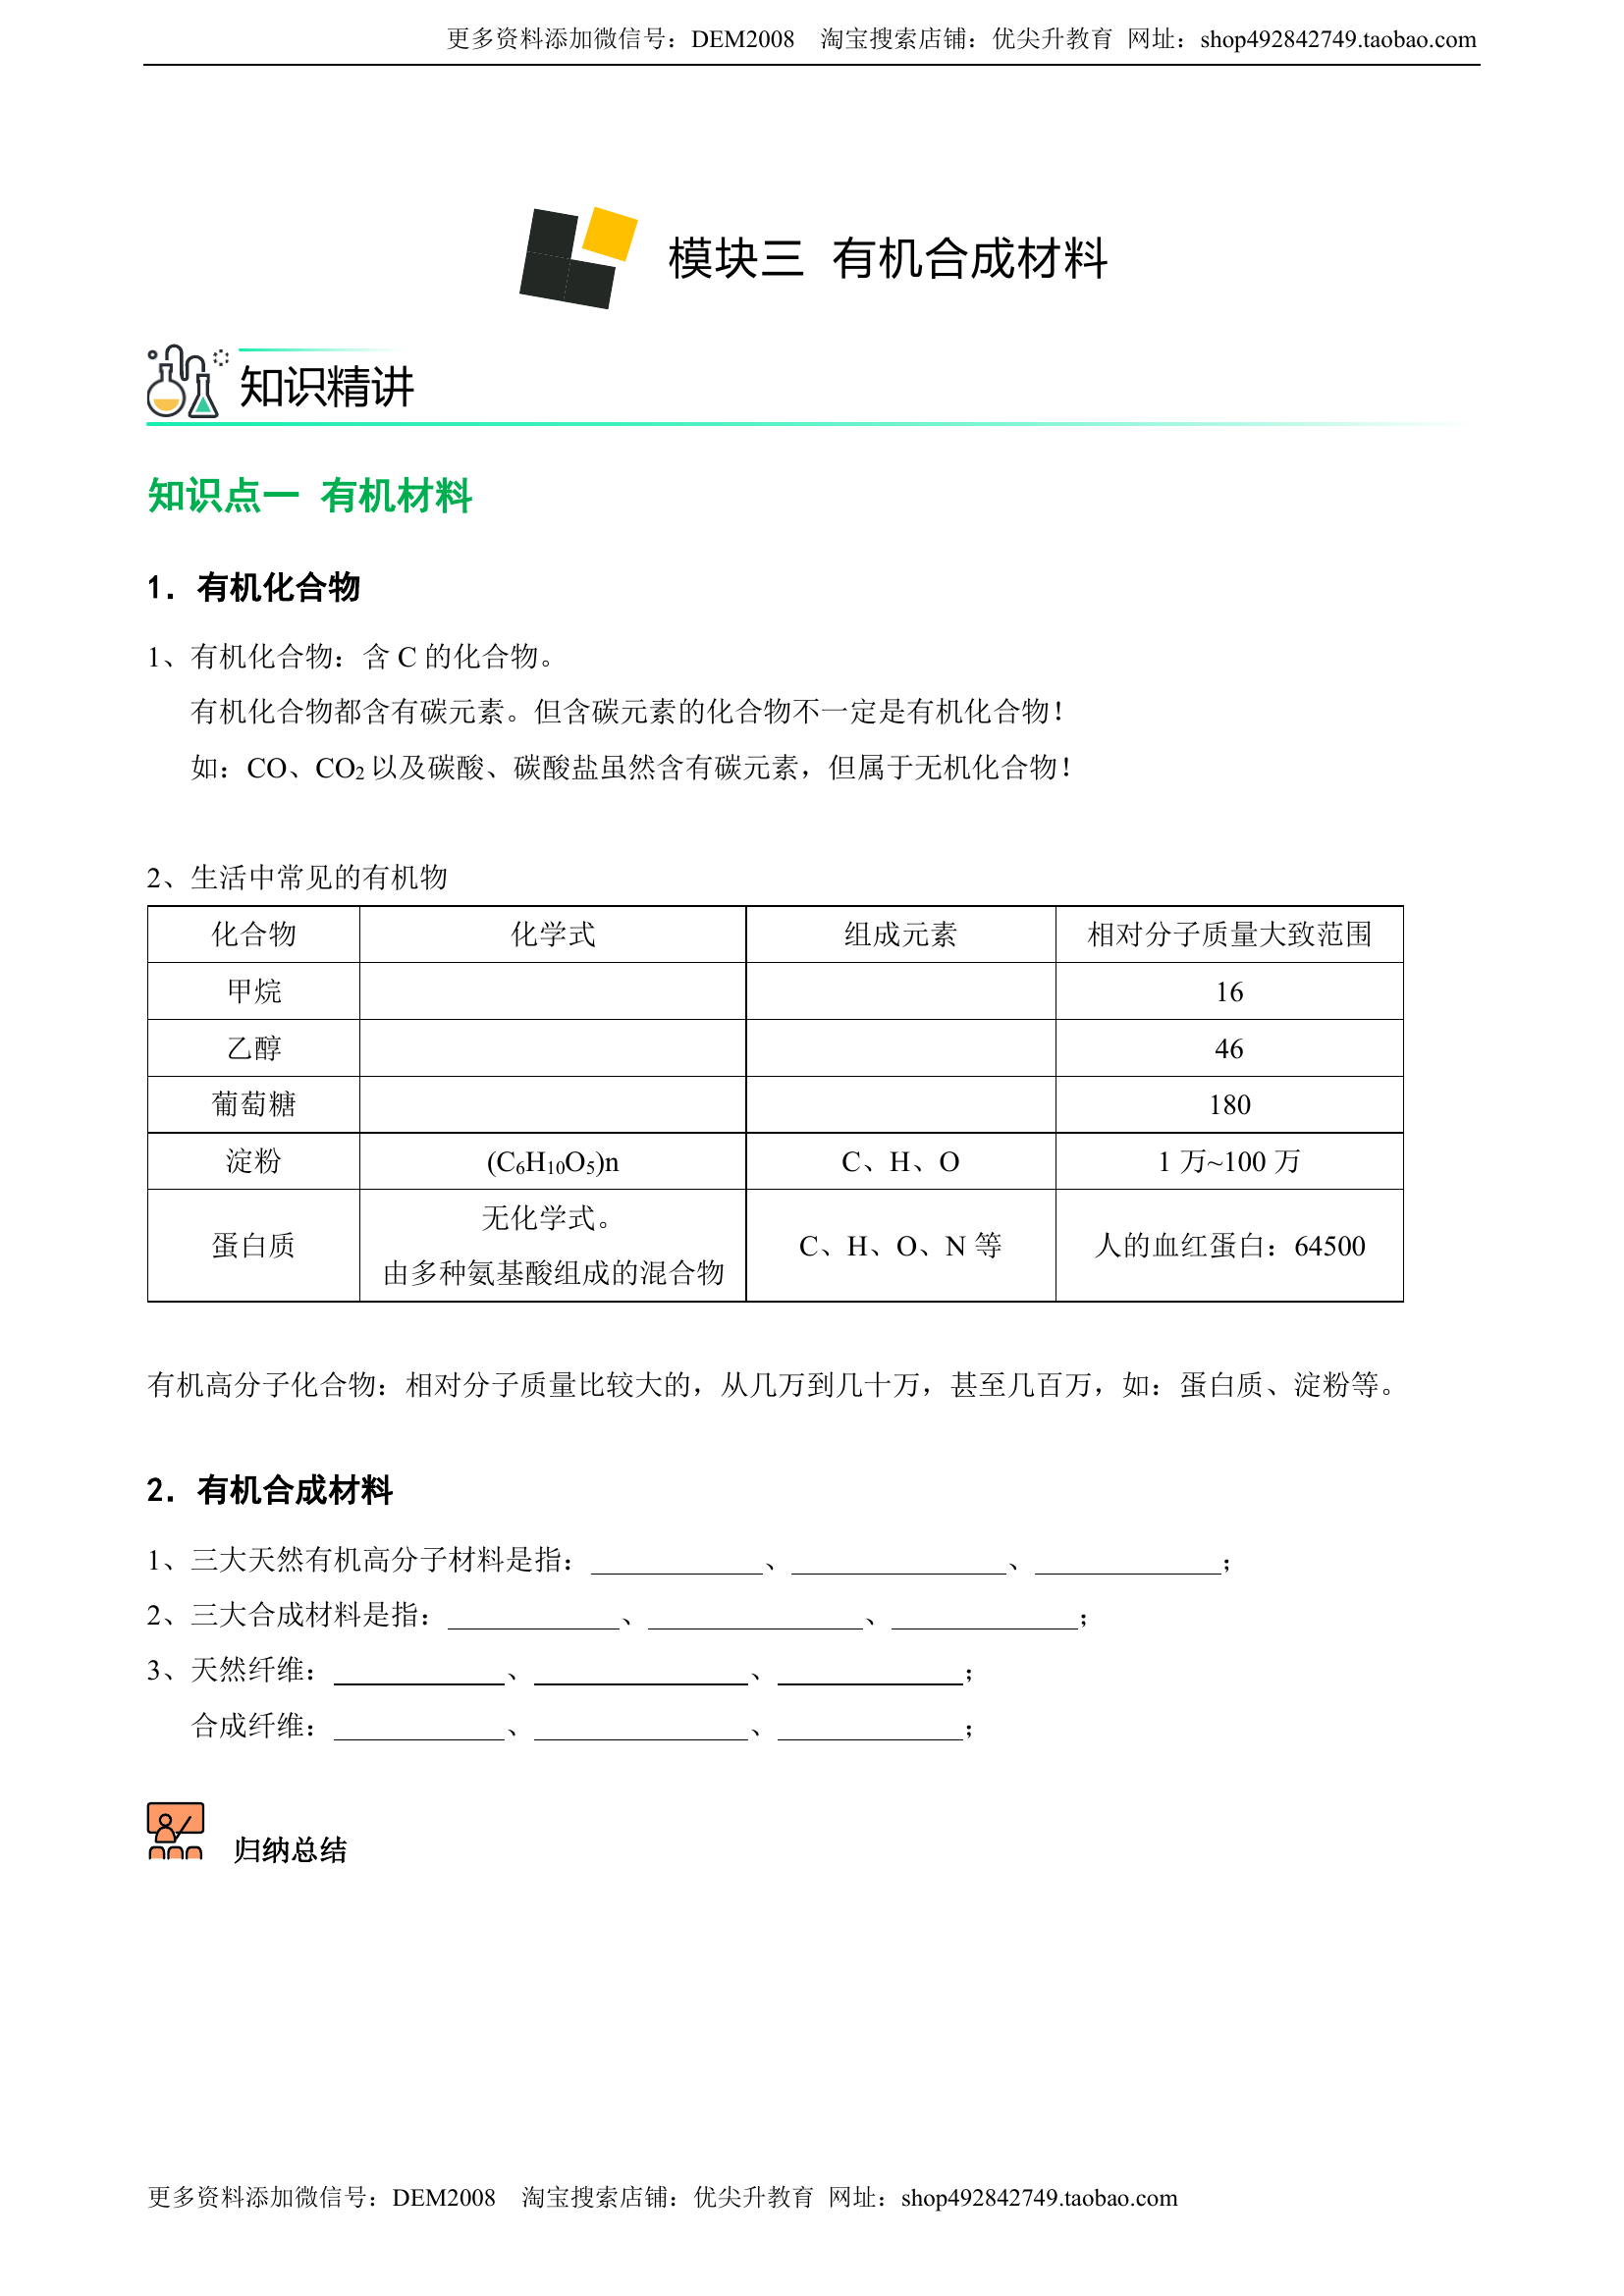 更多资料添加微信号：DEM2008 淘宝搜索店铺：优尖升教育 网址：shop492842749.taobao.com
模块三 有机合成材料
知识精讲
知识点一 有机材料
1．有机化合物
1、有机化合物：含 C 的化合物。
有机化合物都含有碳元素。但含碳元素的化合物不一定是有机化合物！
如：CO、CO₂以及碳酸、碳酸盐虽然含有碳元素，但属于无机化合物！
2、生活中常见的有机物
化合物 化学式 组成元素 相对分子质量大致范围
甲烷 16
乙醇 46
葡萄糖 180
淀粉 (C₆H₁₀O₅)n C、H、O 1 万~100 万
蛋白质 无化学式。
由多种氨基酸组成的混合物 C、H、O、N 等 人的血红蛋白：64500
有机高分子化合物：相对分子质量比较大的，从几万到几十万，甚至几百万，如：蛋白质、淀粉等。
2．有机合成材料
1、三大天然有机高分子材料是指：____________、_______________、_____________；
2、三大合成材料是指：____________、_______________、_____________；
3、天然纤维：____________、_______________、_____________；
合成纤维：____________、_______________、_____________；
归纳总结
更多资料添加微信号：DEM2008 淘宝搜索店铺：优尖升教育 网址：shop492842749.taobao.com